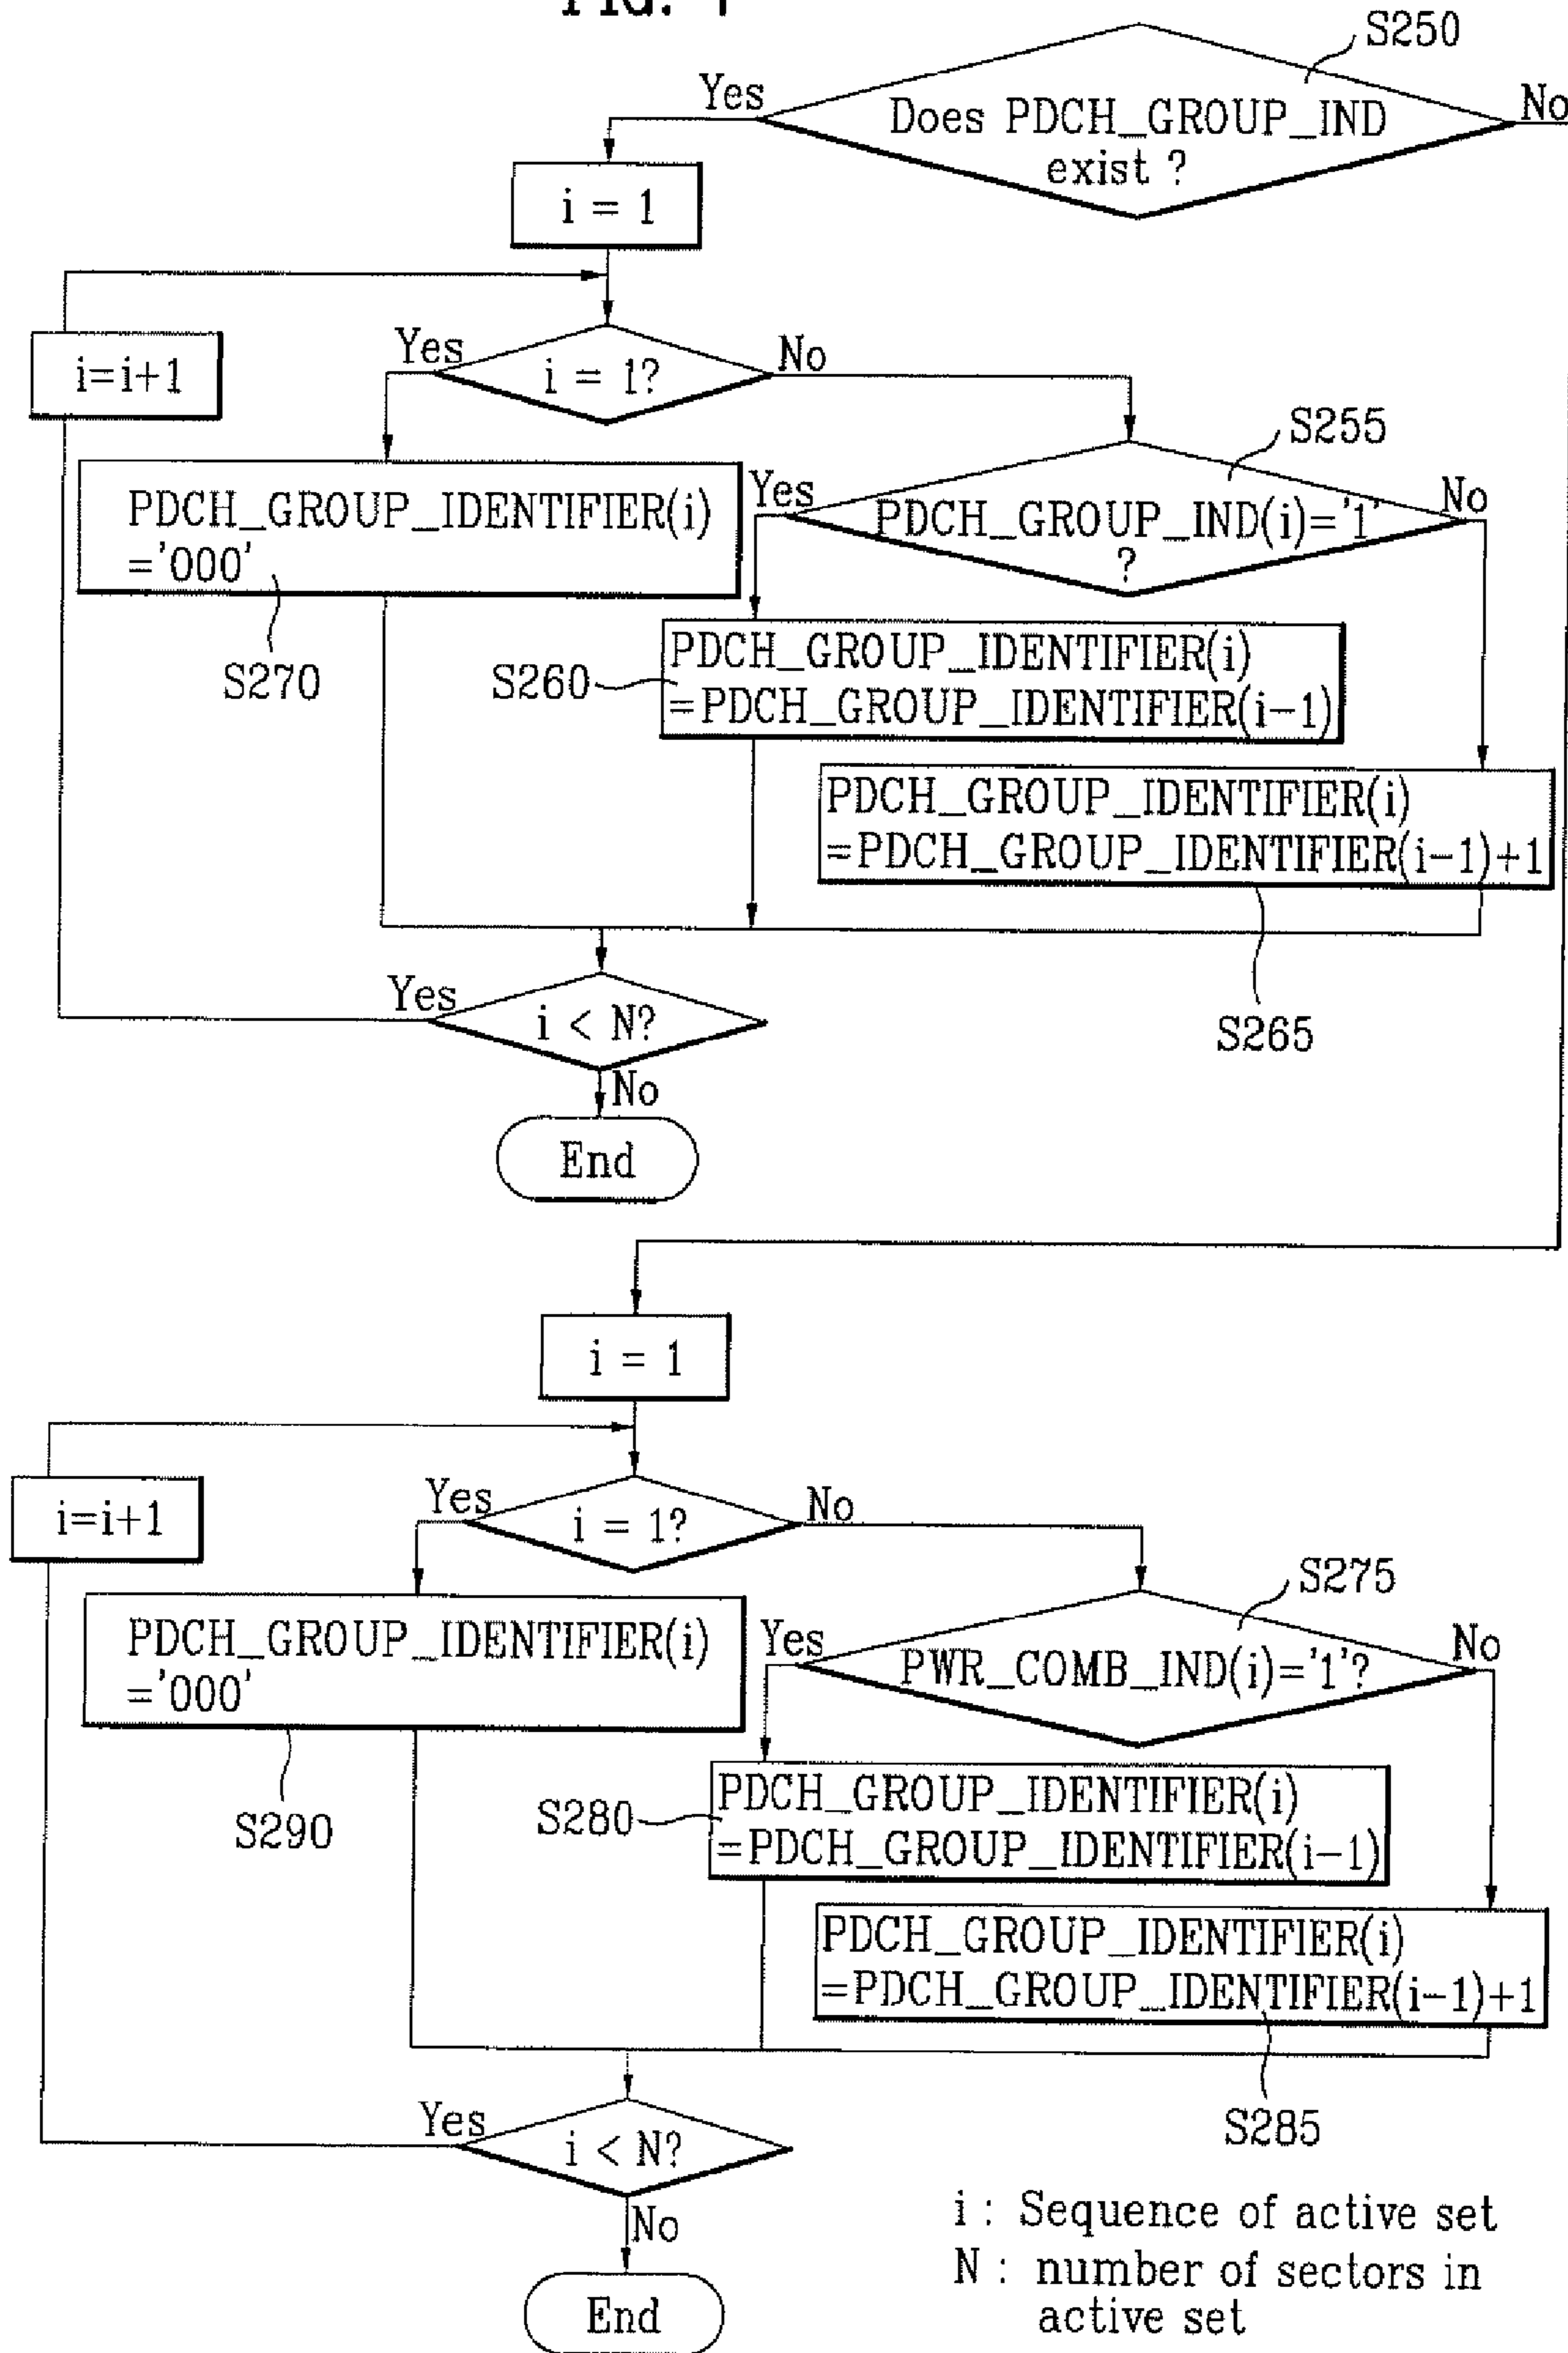 S250
Yes
No
Does PDCH_GROUP_IND
exist ?
i = 1
i=i+1
Yes
i = 1?
No
S255
PDCH_GROUP_IDENTIFIER(i)
='000'
Yes
PDCH_GROUP_IND(i)='1'
?
No
S270
S260
PDCH_GROUP_IDENTIFIER(i)
=PDCH_GROUP_IDENTIFIER(i-1)
PDCH_GROUP_IDENTIFIER(i)
=PDCH_GROUP_IDENTIFIER(i-1)+1
Yes
i < N?
S265
No
End
i = 1
i=i+1
Yes
i = 1?
No
S275
PDCH_GROUP_IDENTIFIER(i)
='000'
Yes
PWR_COMB_IND(i)='1'?
No
S290
S280
PDCH_GROUP_IDENTIFIER(i)
=PDCH_GROUP_IDENTIFIER(i-1)
PDCH_GROUP_IDENTIFIER(i)
=PDCH_GROUP_IDENTIFIER(i-1)+1
Yes
i < N?
S285
No
End
i : Sequence of active set
N : number of sectors in
active set